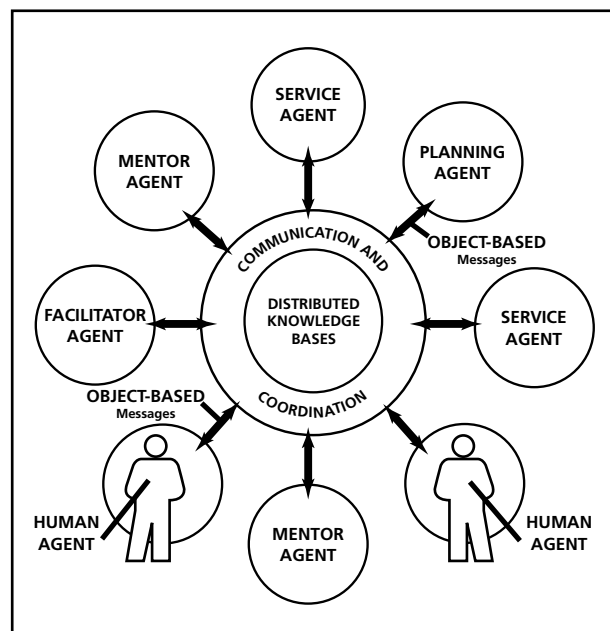 SERVICE
AGENT
MENTOR
AGENT
PLANNING
AGENT
COMMUNICATION AND
OBJECT-BASED
Messages
DISTRIBUTED
KNOWLEDGE
BASES
FACILITATOR
AGENT
SERVICE
AGENT
OBJECT-BASED
Messages
COORDINATION
HUMAN
AGENT
MENTOR
AGENT
HUMAN
AGENT